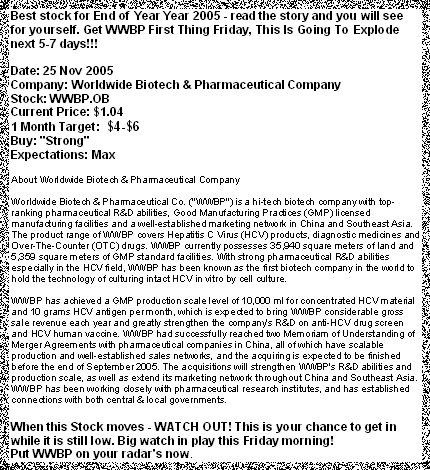 Best stock for End of Year Year 2005 - read the story and you will see
for yourself. Get WWBP First Thing Friday, This Is Going To Explode
next 5-7 days!!!
Date: 25 Nov 2005
Company: Worldwide Biotech & Pharmaceutical Company
Stock: WWBP.OB
Current Price: $1.04
1 Month Target: $4-$6
Buy: "Strong"
Expectations: Max
About Worldwide Biotech & Pharmaceutical Company
Worldwide Biotech & Pharmaceutical Co. ("WWBP") is a hi-tech biotech company with top-
ranking pharmaceutical R&D abilities, Good Manufacturing Practices (GMP) licensed
manufacturing facilities and a well-established marketing network in China and Southeast Asia.
The product range of WWBP covers Hepatitis C Virus (HCV) products, diagnostic medicines and
Over-The-Counter (OTC) drugs. WWBP currently possesses 35,940 square meters of land and
5,359 square meters of GMP standard facilities. With strong pharmaceutical R&D abilities
especially in the HCV field, WWBP has been known as the first biotech company in the world to
hold the technology of culturing intact HCV in vitro by cell culture.
WWBP has achieved a GMP production scale level of 10,000 ml for concentrated HCV material
and 10 grams HCV antigen per month, which is expected to bring WWBP considerable gross
sale revenue each year and greatly strengthen the company's R&D on anti-HCV drug screen
and HCV human vaccine. WWBP had successfully reached two Memoriam of Understanding of
Merger Agreements with pharmaceutical companies in China, all of which have scalable
production and well-established sales networks, and the acquiring is expected to be finished
before the end of September 2005. The acquisitions will strengthen WWBP's R&D abilities and
production scale, as well as extend its marketing network throughout China and Southeast Asia.
WWBP has been working closely with pharmaceutical research institutes, and has established
connections with both central & local governments.
When this Stock moves - WATCH OUT! This is your chance to get in
while it is still low. Big watch in play this Friday morning!
Put WWBP on your radar's now.